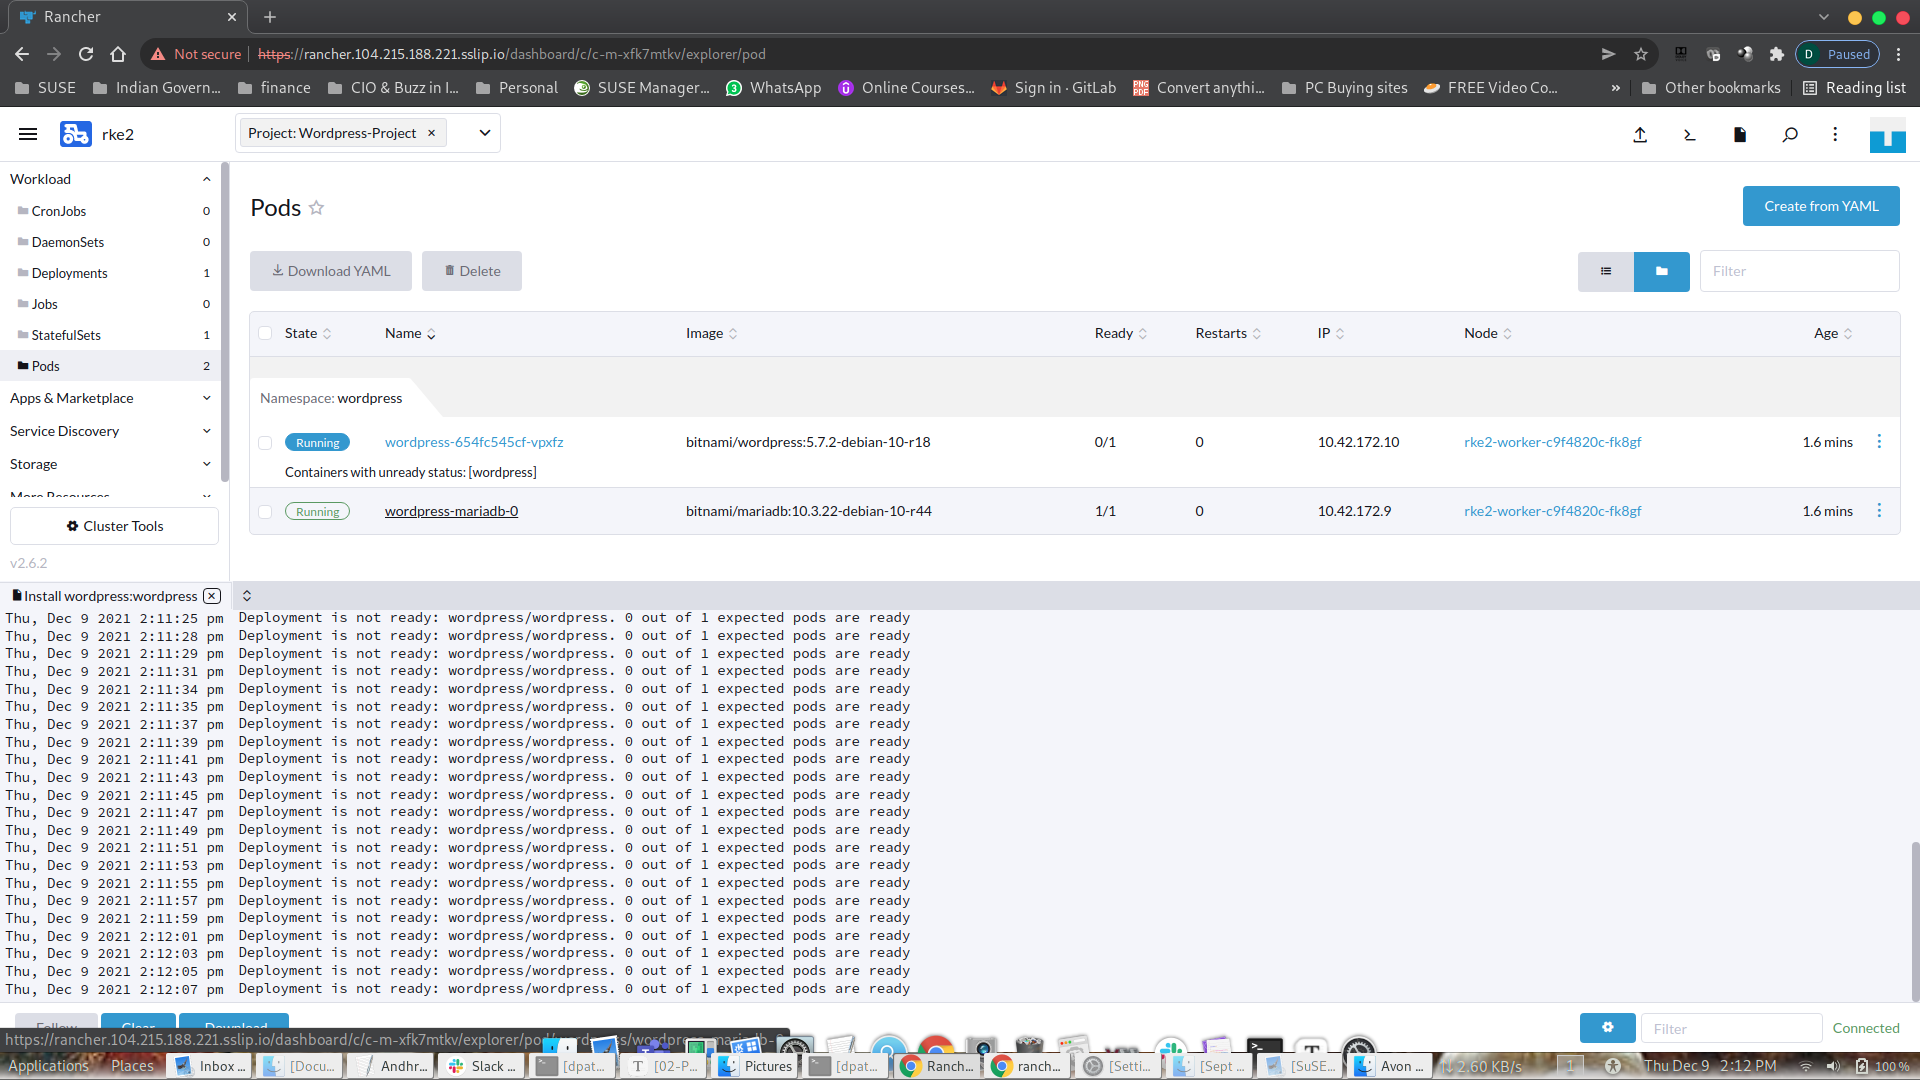 Rancher
Not secure https://rancher.104.215.188.221.sslip.io/dashboard/c/c-m-xfk7mtkv/explorer/pod
D Paused
SUSE Indian Govern... finance CIO & Buzz in I... Personal SUSE Manager... WhatsApp Online Courses... Sign in · GitLab Convert anythi... PC Buying sites FREE Video Co... » Other bookmarks Reading list
rke2 Project: Wordpress-Project
Workload
CronJobs 0
DaemonSets 0
Deployments 1
Jobs 0
StatefulSets 1
Pods 2
Apps & Marketplace
Service Discovery
Storage
More Resources
Cluster Tools
v2.6.2
Pods
Create from YAML
Download YAML Delete
Filter
State Name Image Ready Restarts IP Node Age
Namespace: wordpress
Running wordpress-654fc545cf-vpxfz bitnami/wordpress:5.7.2-debian-10-r18 0/1 0 10.42.172.10 rke2-worker-c9f4820c-fk8gf 1.6 mins
Containers with unready status: [wordpress]
Running wordpress-mariadb-0 bitnami/mariadb:10.3.22-debian-10-r44 1/1 0 10.42.172.9 rke2-worker-c9f4820c-fk8gf 1.6 mins
Install wordpress:wordpress
Thu, Dec 9 2021 2:11:25 pm Deployment is not ready: wordpress/wordpress. 0 out of 1 expected pods are ready
Thu, Dec 9 2021 2:11:28 pm Deployment is not ready: wordpress/wordpress. 0 out of 1 expected pods are ready
Thu, Dec 9 2021 2:11:29 pm Deployment is not ready: wordpress/wordpress. 0 out of 1 expected pods are ready
Thu, Dec 9 2021 2:11:31 pm Deployment is not ready: wordpress/wordpress. 0 out of 1 expected pods are ready
Thu, Dec 9 2021 2:11:34 pm Deployment is not ready: wordpress/wordpress. 0 out of 1 expected pods are ready
Thu, Dec 9 2021 2:11:35 pm Deployment is not ready: wordpress/wordpress. 0 out of 1 expected pods are ready
Thu, Dec 9 2021 2:11:37 pm Deployment is not ready: wordpress/wordpress. 0 out of 1 expected pods are ready
Thu, Dec 9 2021 2:11:39 pm Deployment is not ready: wordpress/wordpress. 0 out of 1 expected pods are ready
Thu, Dec 9 2021 2:11:41 pm Deployment is not ready: wordpress/wordpress. 0 out of 1 expected pods are ready
Thu, Dec 9 2021 2:11:43 pm Deployment is not ready: wordpress/wordpress. 0 out of 1 expected pods are ready
Thu, Dec 9 2021 2:11:45 pm Deployment is not ready: wordpress/wordpress. 0 out of 1 expected pods are ready
Thu, Dec 9 2021 2:11:47 pm Deployment is not ready: wordpress/wordpress. 0 out of 1 expected pods are ready
Thu, Dec 9 2021 2:11:49 pm Deployment is not ready: wordpress/wordpress. 0 out of 1 expected pods are ready
Thu, Dec 9 2021 2:11:51 pm Deployment is not ready: wordpress/wordpress. 0 out of 1 expected pods are ready
Thu, Dec 9 2021 2:11:53 pm Deployment is not ready: wordpress/wordpress. 0 out of 1 expected pods are ready
Thu, Dec 9 2021 2:11:55 pm Deployment is not ready: wordpress/wordpress. 0 out of 1 expected pods are ready
Thu, Dec 9 2021 2:11:57 pm Deployment is not ready: wordpress/wordpress. 0 out of 1 expected pods are ready
Thu, Dec 9 2021 2:11:59 pm Deployment is not ready: wordpress/wordpress. 0 out of 1 expected pods are ready
Thu, Dec 9 2021 2:12:01 pm Deployment is not ready: wordpress/wordpress. 0 out of 1 expected pods are ready
Thu, Dec 9 2021 2:12:03 pm Deployment is not ready: wordpress/wordpress. 0 out of 1 expected pods are ready
Thu, Dec 9 2021 2:12:05 pm Deployment is not ready: wordpress/wordpress. 0 out of 1 expected pods are ready
Thu, Dec 9 2021 2:12:07 pm Deployment is not ready: wordpress/wordpress. 0 out of 1 expected pods are ready
Follow Clear Download Filter Connected
https://rancher.104.215.188.221.sslip.io/dashboard/c/c-m-xfk7mtkv/explorer/pod/wordpress/wordpress-mariadb-0
Applications Places Inbox ... [Docu... Andhr... Slack ... [dpat... [02-P... Pictures [dpat... Ranch... ranch... [Setti... [Sept ... [SuSE... Avon ... 2.60 KB/s 1 Thu Dec 9 2:12 PM 100 %